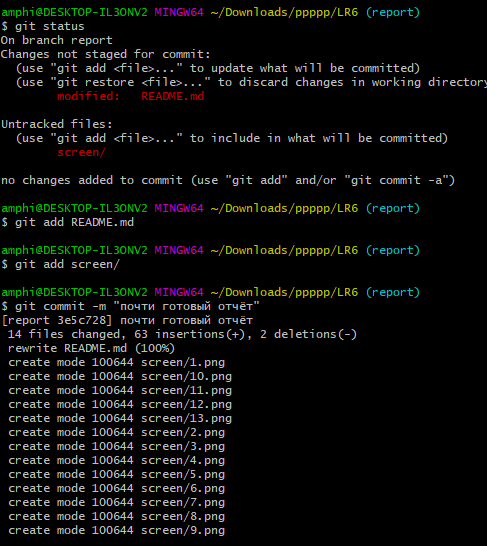 amphi@DESKTOP-IL3ONV2 MINGW64 ~/Downloads/ppppp/LR6 (report)
$ git status
On branch report
Changes not staged for commit:
  (use "git add <file>..." to update what will be committed)
  (use "git restore <file>..." to discard changes in working directory
        modified:   README.md

Untracked files:
  (use "git add <file>..." to include in what will be committed)
        screen/

no changes added to commit (use "git add" and/or "git commit -a")

amphi@DESKTOP-IL3ONV2 MINGW64 ~/Downloads/ppppp/LR6 (report)
$ git add README.md

amphi@DESKTOP-IL3ONV2 MINGW64 ~/Downloads/ppppp/LR6 (report)
$ git add screen/

amphi@DESKTOP-IL3ONV2 MINGW64 ~/Downloads/ppppp/LR6 (report)
$ git commit -m "почти готовый отчёт"
[report 3e5c728] почти готовый отчёт
 14 files changed, 63 insertions(+), 2 deletions(-)
 rewrite README.md (100%)
 create mode 100644 screen/1.png
 create mode 100644 screen/10.png
 create mode 100644 screen/11.png
 create mode 100644 screen/12.png
 create mode 100644 screen/13.png
 create mode 100644 screen/2.png
 create mode 100644 screen/3.png
 create mode 100644 screen/4.png
 create mode 100644 screen/5.png
 create mode 100644 screen/6.png
 create mode 100644 screen/7.png
 create mode 100644 screen/8.png
 create mode 100644 screen/9.png